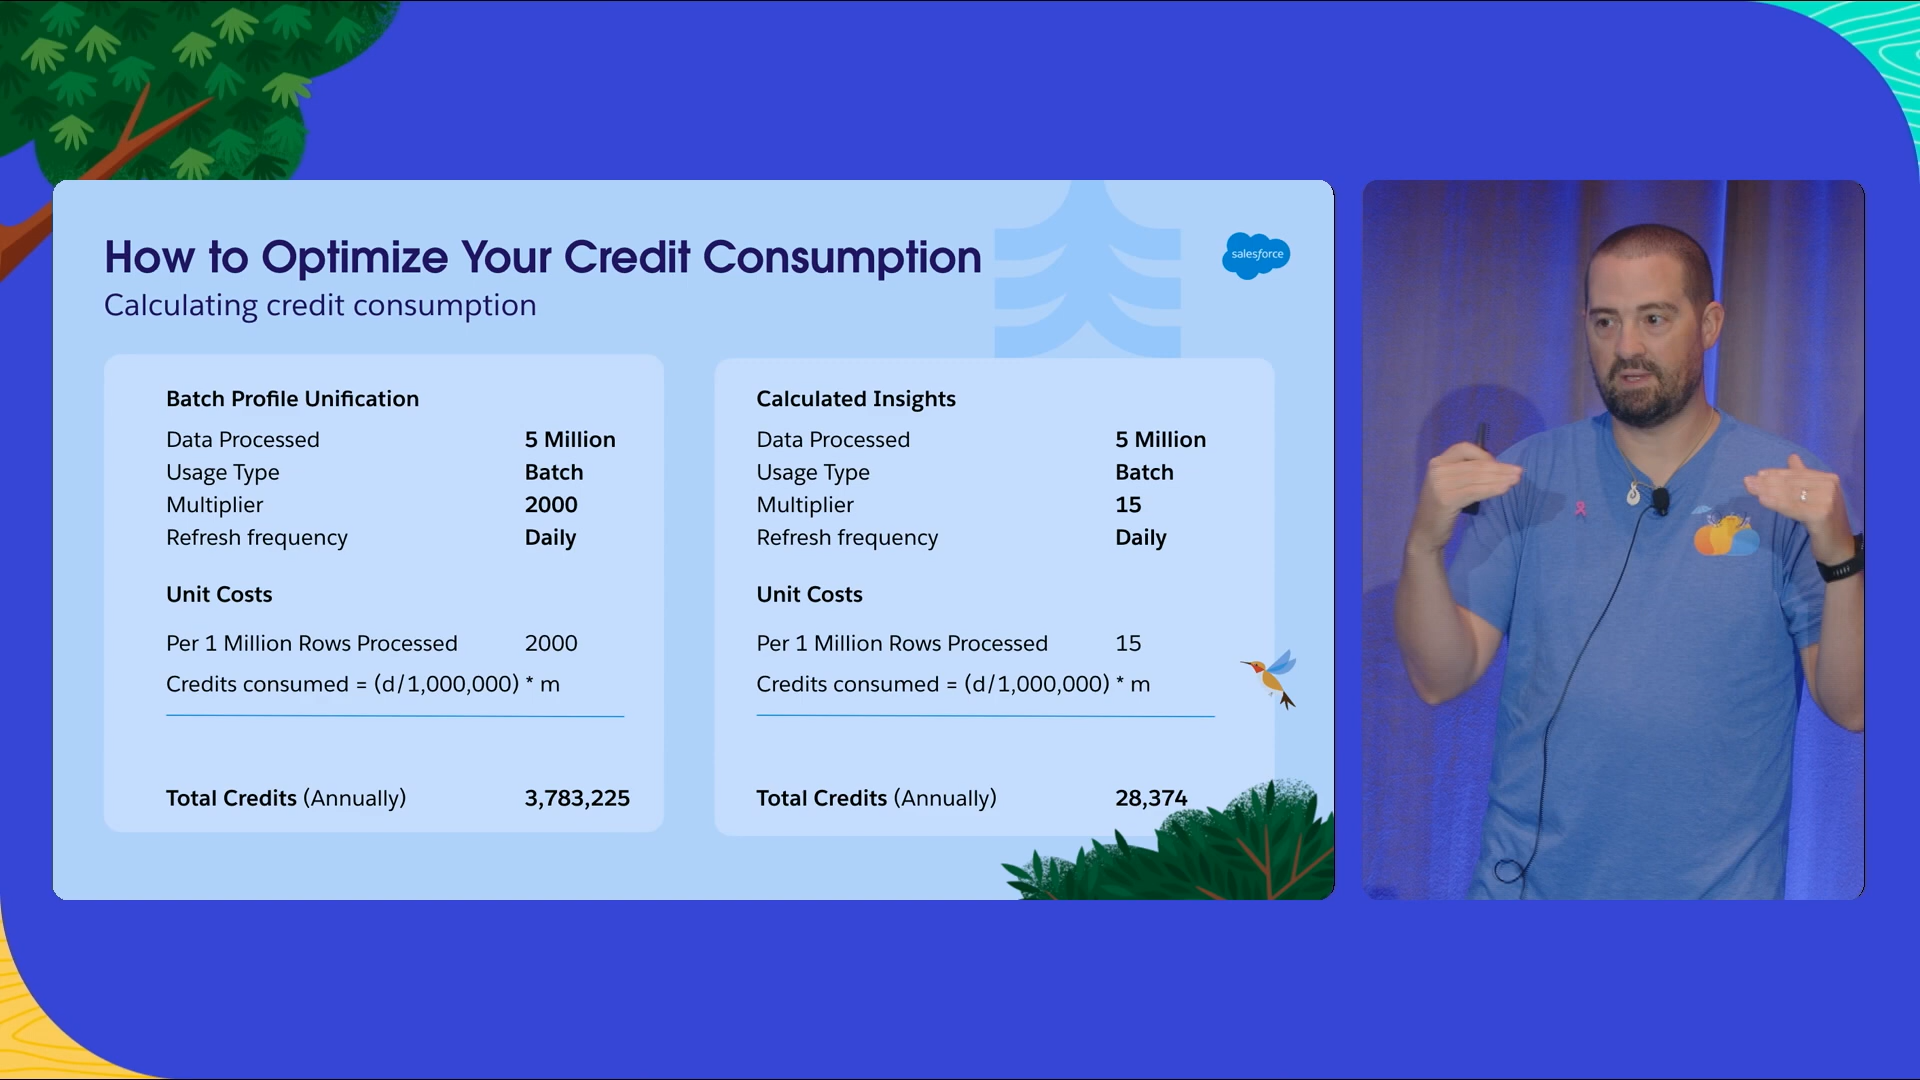 How to Optimize Your Credit Consumption
Calculating credit consumption
salesforce
Batch Profile Unification
Data Processed 5 Million
Usage Type Batch
Multiplier 2000
Refresh frequency Daily
Unit Costs
Per 1 Million Rows Processed 2000
Credits consumed = (d/1,000,000) * m
Total Credits (Annually) 3,783,225
Calculated Insights
Data Processed 5 Million
Usage Type Batch
Multiplier 15
Refresh frequency Daily
Unit Costs
Per 1 Million Rows Processed 15
Credits consumed = (d/1,000,000) * m
Total Credits (Annually) 28,374